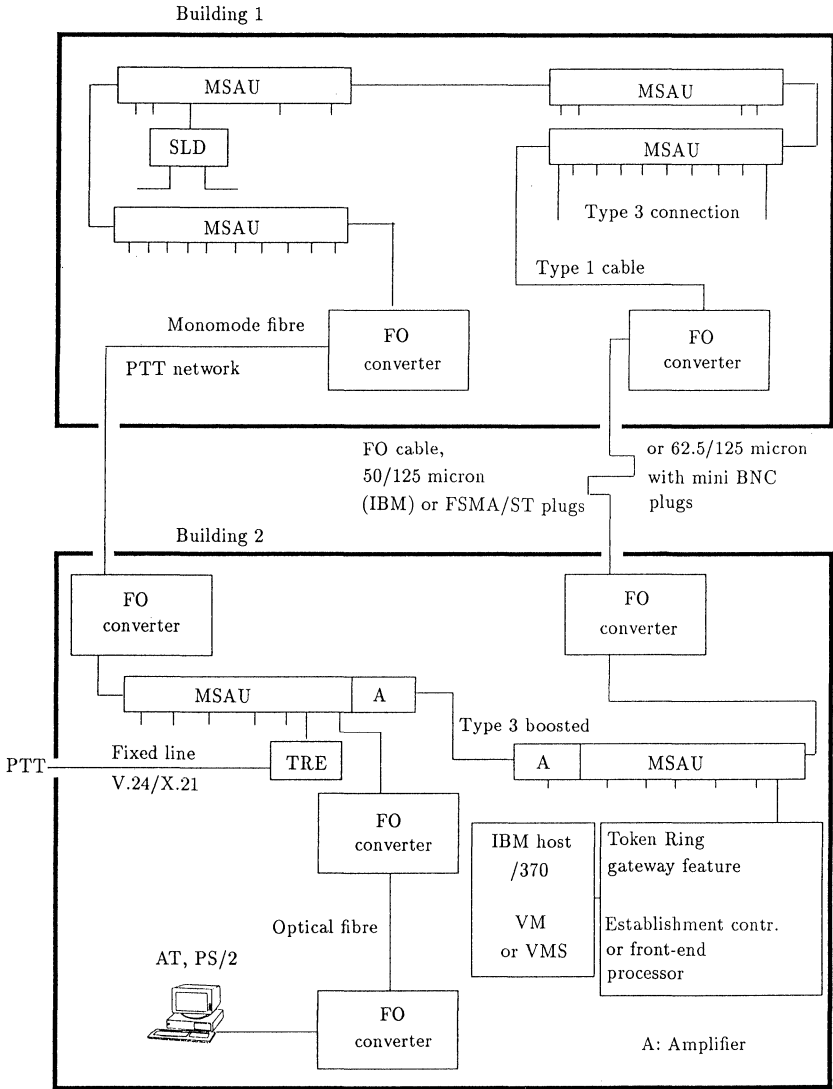 Building 1
MSAU
MSAU
SLD
MSAU
Type 3 connection
MSAU
Type 1 cable
Monomode fibre
PTT network
FO
converter
FO
converter
FO cable,
50/125 micron
(IBM) or FSMA/ST plugs
or 62.5/125 micron
with mini BNC
plugs
Building 2
FO
converter
FO
converter
MSAU
A
Type 3 boosted
A
MSAU
PTT
Fixed line
V.24/X.21
TRE
FO
converter
IBM host
/370
VM
or VMS
Token Ring
gateway feature
Establishment contr.
or front-end
processor
Optical fibre
AT, PS/2
FO
converter
A: Amplifier